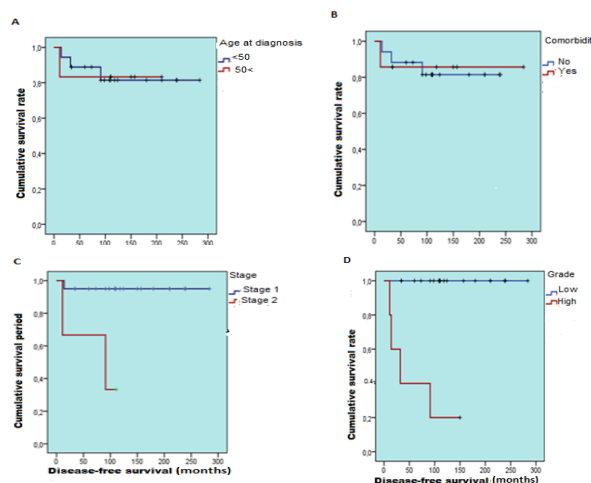 A
Age at diagnosis
<50
50<
Cumulative survival rate
1,0
0,8
0,6
0,4
0,2
0,0
0 50 100 150 200 250 300
B
Comorbidit
No
Yes
Cumulative survival rate
1,0
0,8
0,6
0,4
0,2
0,0
0 50 100 150 200 250 300
C
Stage
Stage 1
Stage 2
Cumulative survival period
1,0
0,8
0,6
0,4
0,2
0,0
0 50 100 150 200 250 300
Disease-free survival (months)
D
Grade
Low
High
Cumulative survival rate
1,0
0,8
0,6
0.4
0,2
0,0
0 50 100 150 200 250 300
Disease-free survival (months)